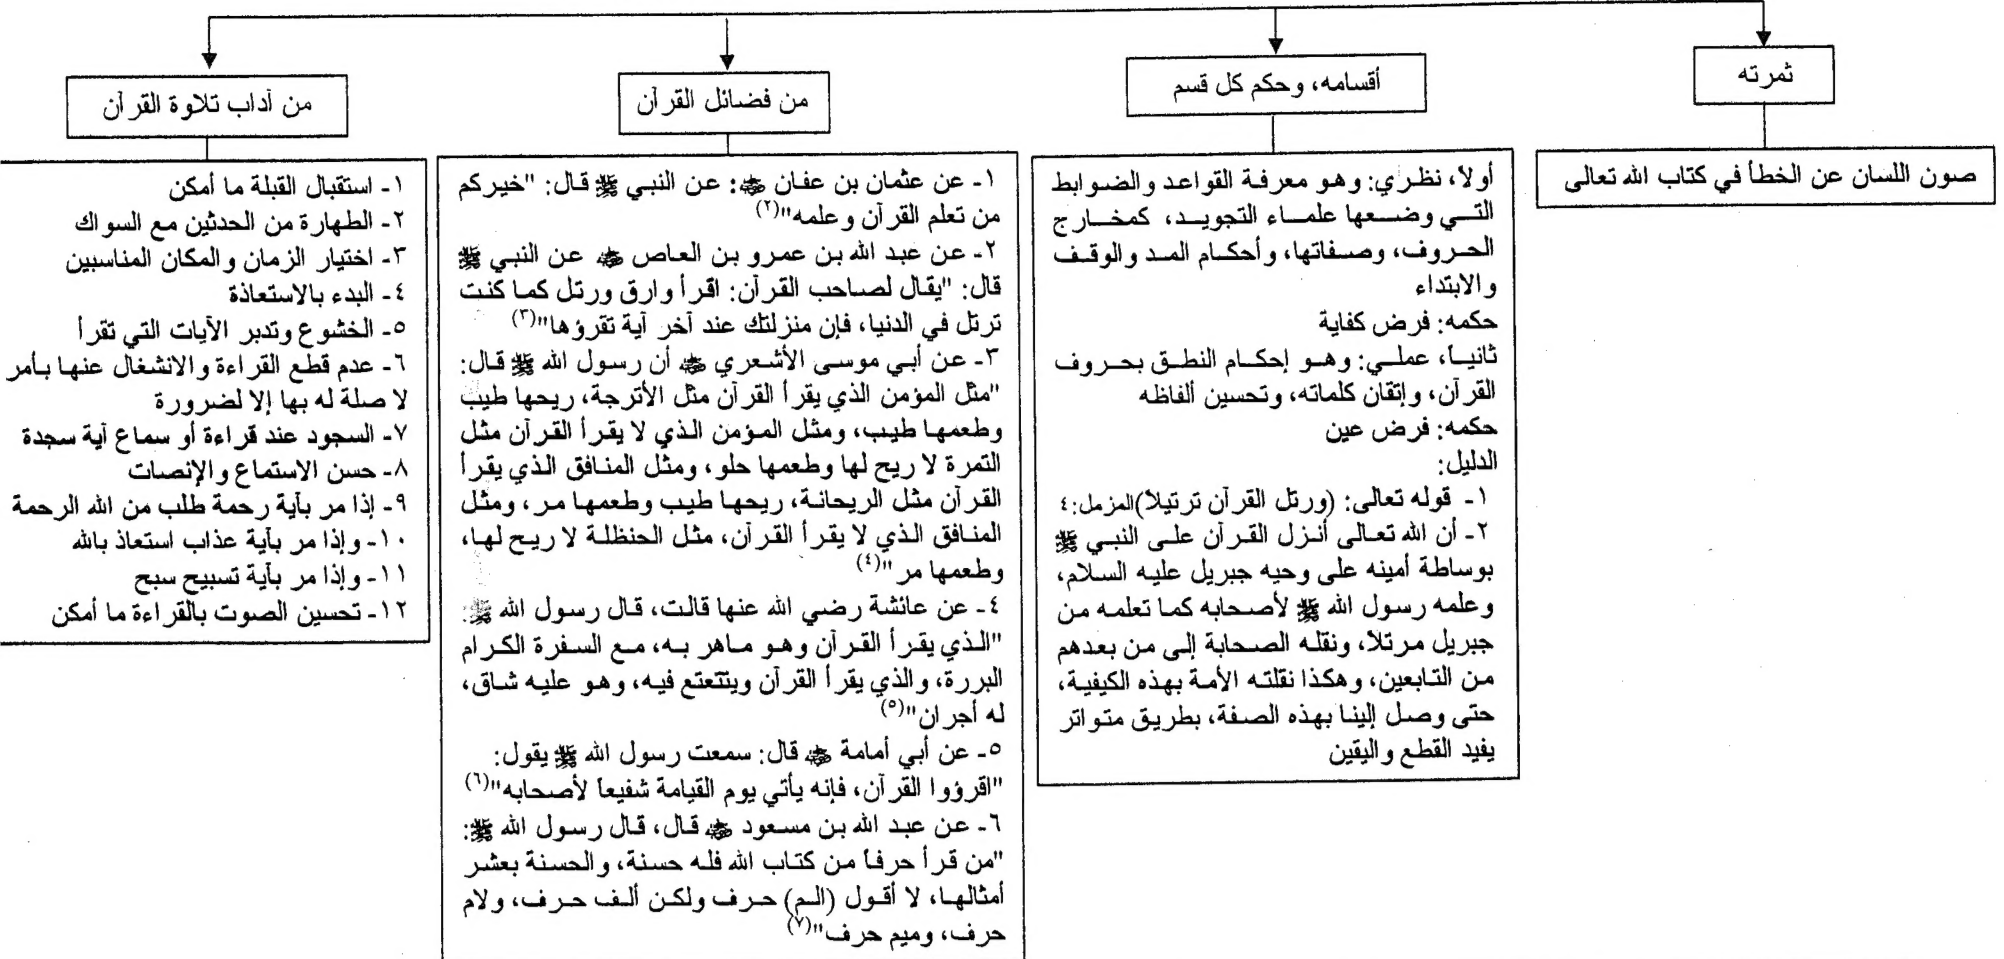 ثمرته
صون اللسان عن الخطأ في كتاب الله تعالى
أقسامه، وحكم كل قسم
أولاً، نظري: وهو معرفة القواعد والضوابط
التي وضعها علماء التجويد، كمخارج
الحروف، وصفاتها، وأحكام المد والوقف
والابتداء
حكمه: فرض كفاية
ثانياً، عملي: وهو إحكام النطق بحروف
القرآن، وإتقان كلماته، وتحسين ألفاظه
حكمه: فرض عين
الدليل:
١- قوله تعالى: (ورتل القرآن ترتيلاً)المزمل:٤
٢- أن الله تعالى أنزل القرآن على النبي ﷺ
بوساطة أمينه على وحيه جبريل عليه السلام،
وعلمه رسول الله ﷺ لأصحابه كما تعلمه من
جبريل مرتلاً، ونقله الصحابة إلى من بعدهم
من التابعين، وهكذا نقلته الأمة بهذه الكيفية،
حتى وصل إلينا بهذه الصفة، بطريق متواتر
يفيد القطع واليقين
من فضائل القرآن
١- عن عثمان بن عفان رضي الله عنه: عن النبي ﷺ قال: "خيركم
من تعلم القرآن وعلمه"(٢)
٢- عن عبد الله بن عمرو بن العاص رضي الله عنه عن النبي ﷺ
قال: "يقال لصاحب القرآن: اقرأ وارق ورتل كما كنت
ترتل في الدنيا، فإن منزلتك عند آخر آية تقرؤها"(٣)
٣- عن أبي موسى الأشعري رضي الله عنه أن رسول الله ﷺ قال:
"مثل المؤمن الذي يقرأ القرآن مثل الأترجة، ريحها طيب
وطعمها طيب، ومثل المؤمن الذي لا يقرأ القرآن مثل
التمرة لا ريح لها وطعمها حلو، ومثل المنافق الذي يقرأ
القرآن مثل الريحانة، ريحها طيب وطعمها مر، ومثل
المنافق الذي لا يقرأ القرآن، مثل الحنظلة لا ريح لها،
وطعمها مر"(٤)
٤- عن عائشة رضي الله عنها قالت، قال رسول الله ﷺ:
"الذي يقرأ القرآن وهو ماهر به، مع السفرة الكرام
البررة، والذي يقرأ القرآن ويتتعتع فيه، وهو عليه شاق،
له أجران"(٥)
٥- عن أبي أمامة رضي الله عنه قال: سمعت رسول الله ﷺ يقول:
"اقرؤوا القرآن، فإنه يأتي يوم القيامة شفيعاً لأصحابه"(٦)
٦- عن عبد الله بن مسعود رضي الله عنه قال، قال رسول الله ﷺ:
"من قرأ حرفاً من كتاب الله فله حسنة، والحسنة بعشر
أمثالها، لا أقول (الم) حرف ولكن ألف حرف، ولام
حرف، وميم حرف"(٧)
من آداب تلاوة القرآن
١- استقبال القبلة ما أمكن
٢- الطهارة من الحدثين مع السواك
٣- اختيار الزمان والمكان المناسبين
٤- البدء بالاستعاذة
٥- الخشوع وتدبر الآيات التي تقرأ
٦- عدم قطع القراءة والانشغال عنها بأمر
لا صلة له بها إلا لضرورة
٧- السجود عند قراءة أو سماع آية سجدة
٨- حسن الاستماع والإنصات
٩- إذا مر بآية رحمة طلب من الله الرحمة
١٠- وإذا مر بآية عذاب استعاذ بالله
١١- وإذا مر بآية تسبيح سبح
١٢- تحسين الصوت بالقراءة ما أمكن